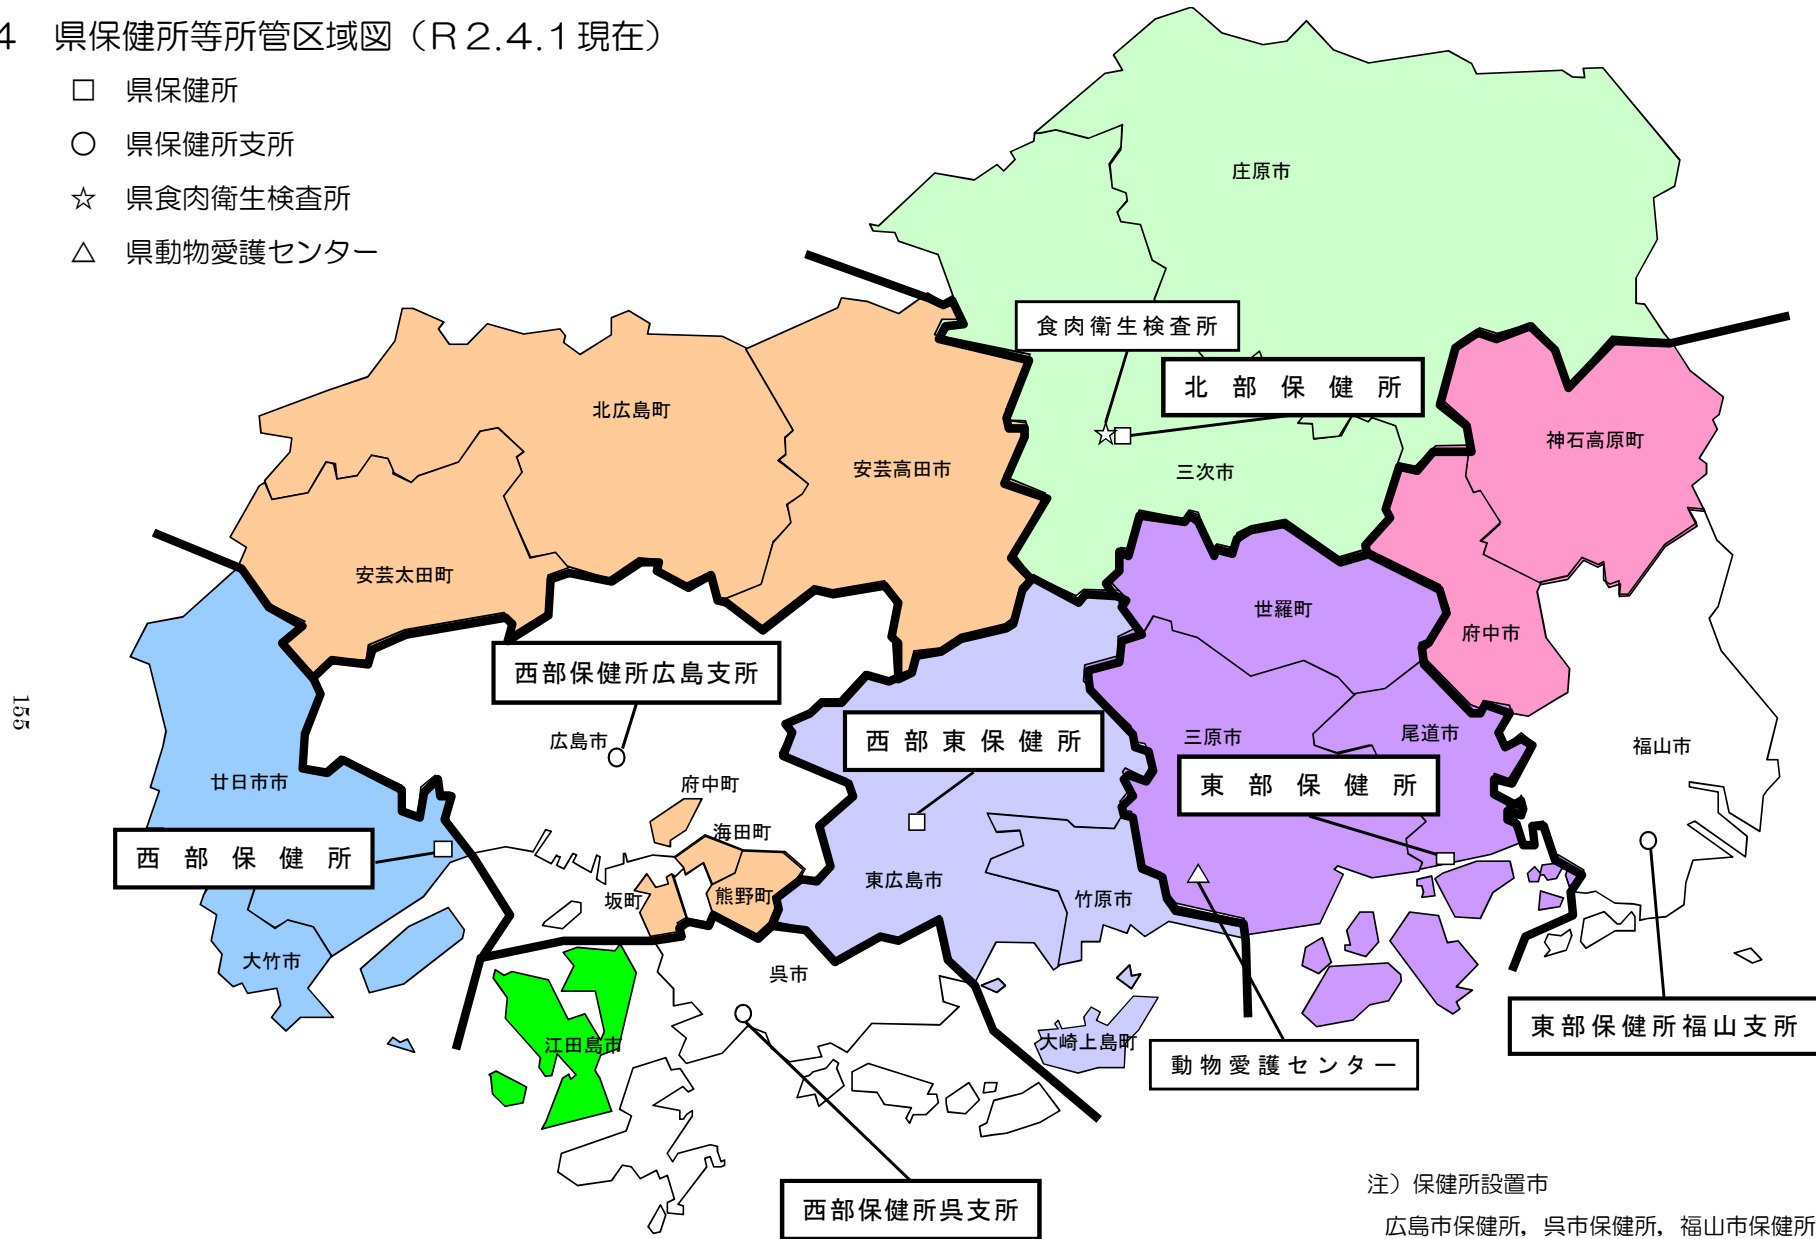 4　県保健所等所管区域図（Ｒ２.４.１現在）
□　県保健所
○　県保健所支所
☆　県食肉衛生検査所
△　県動物愛護センター
庄原市
食肉衛生検査所
北部保健所
北広島町
安芸高田市
三次市
神石高原町
安芸太田町
世羅町
府中市
西部保健所広島支所
広島市
西部東保健所
三原市
尾道市
福山市
廿日市市
府中町
東部保健所
海田町
西部保健所
東広島市
坂町
熊野町
竹原市
大竹市
呉市
江田島市
大崎上島町
動物愛護センター
東部保健所福山支所
西部保健所呉支所
注）保健所設置市
広島市保健所，呉市保健所，福山市保健所
155